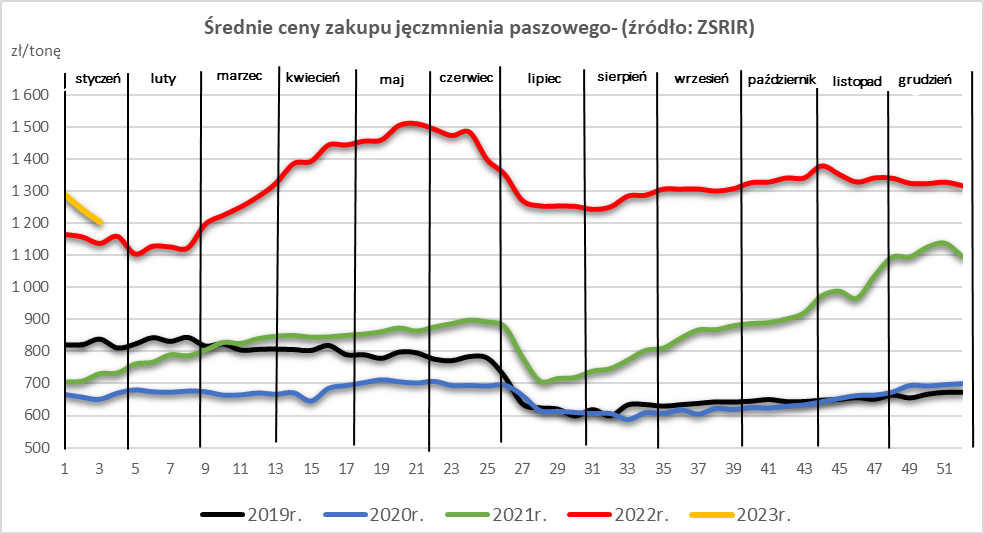 Średnie ceny zakupu jęczmnienia paszowego- (źródło: ZSRIR)
zł/tonę
styczeń luty marzec kwiecień maj czerwiec lipiec sierpień wrzesień październik listopad grudzień
1 600
1 500
1 400
1 300
1 200
1 100
1 000
900
800
700
600
500
1 3 5 7 9 11 13 15 17 19 21 23 25 27 29 31 33 35 37 39 41 43 45 47 49 51
2019r. 2020r. 2021r. 2022r. 2023r.